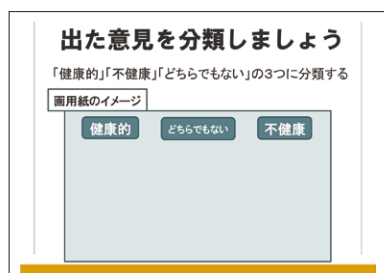 出た意見を分類しましょう
「健康的」「不健康」「どちらでもない」の3つに分類する
画用紙のイメージ
健康的 どちらでもない 不健康